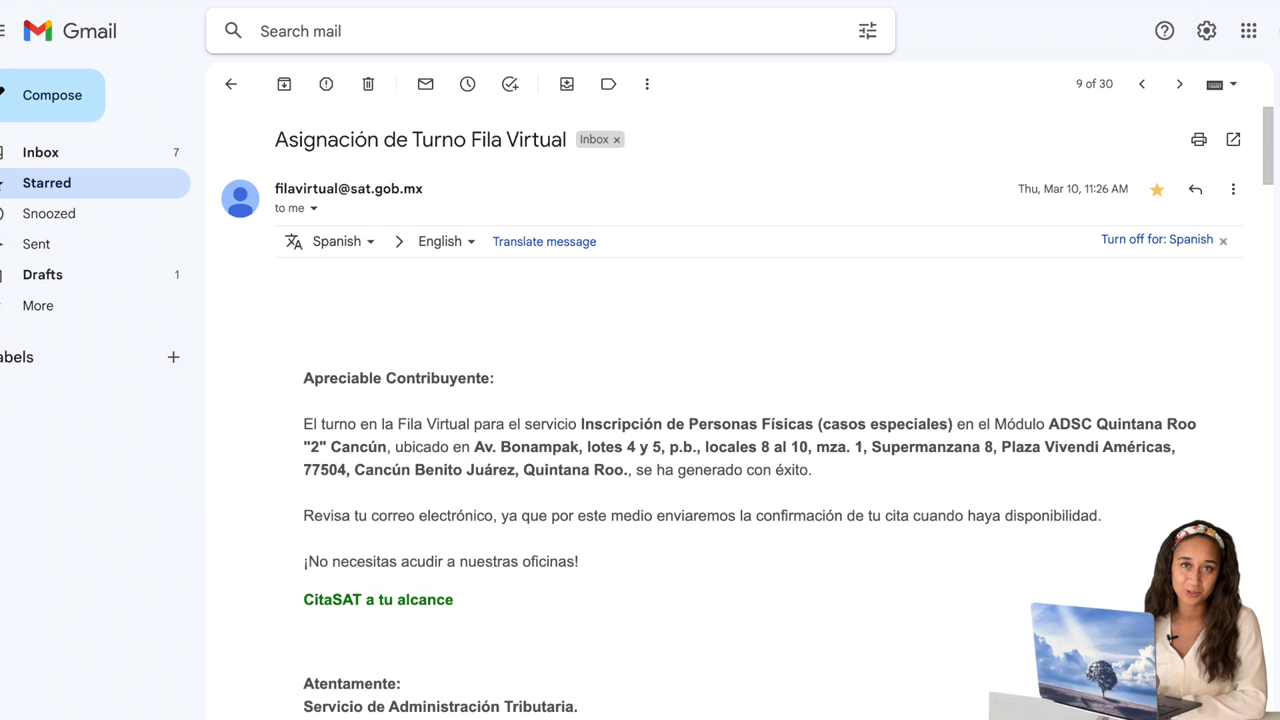 Gmail
Search mail
Compose
9 of 30
Asignación de Turno Fila Virtual Inbox ×
Inbox 7
filavirtual@sat.gob.mx
Thu, Mar 10, 11:26 AM
Starred
to me
Snoozed
Spanish > English Translate message
Turn off for: Spanish ×
Sent
Drafts 1
More
abels +
Apreciable Contribuyente:
El turno en la Fila Virtual para el servicio Inscripción de Personas Físicas (casos especiales) en el Módulo ADSC Quintana Roo
"2" Cancún, ubicado en Av. Bonampak, lotes 4 y 5, p.b., locales 8 al 10, mza. 1, Supermanzana 8, Plaza Vivendi Américas,
77504, Cancún Benito Juárez, Quintana Roo., se ha generado con éxito.
Revisa tu correo electrónico, ya que por este medio enviaremos la confirmación de tu cita cuando haya disponibilidad.
¡No necesitas acudir a nuestras oficinas!
CitaSAT a tu alcance
Atentamente:
Servicio de Administración Tributaria.